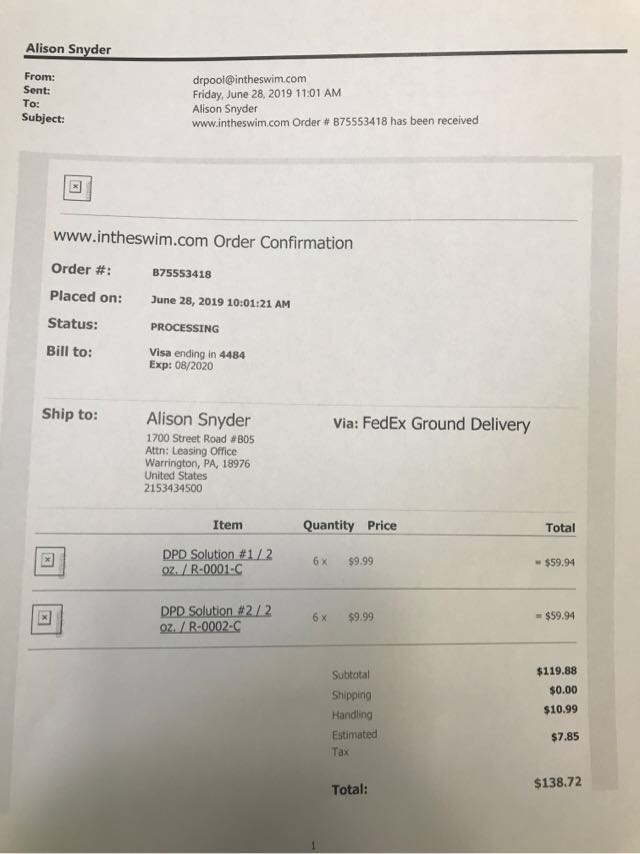 Alison Snyder
From: drpool@intheswim.com
Sent: Friday, June 28, 2019 11:01 AM
To: Alison Snyder
Subject: www.intheswim.com Order # B75553418 has been received
www.intheswim.com Order Confirmation
Order #: B75553418
Placed on: June 28, 2019 10:01:21 AM
Status: PROCESSING
Bill to: Visa ending in 4484
Exp: 08/2020
Ship to: Alison Snyder Via: FedEx Ground Delivery
1700 Street Road #B05
Attn: Leasing Office
Warrington, PA, 18976
United States
2153434500
Item Quantity Price Total
DPD Solution #1 / 2
oz. / R-0001-C 6 x $9.99 = $59.94
DPD Solution #2 / 2
oz. / R-0002-C 6 x $9.99 = $59.94
Subtotal $119.88
Shipping $0.00
Handling $10.99
Estimated $7.85
Tax
Total: $138.72
1